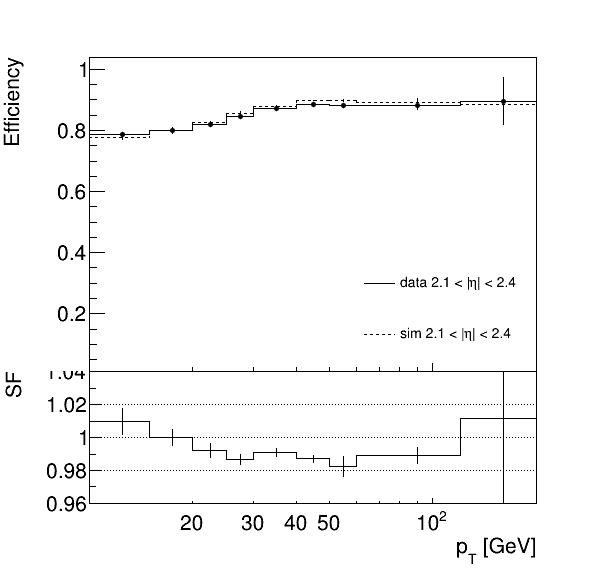 Efficiency
1
0.8
0.6
0.4
0.2
data 2.1 < |η| < 2.4
sim 2.1 < |η| < 2.4
SF
1.04
1.02
1
0.98
0.96
20 30 40 50 10²
p_T [GeV]